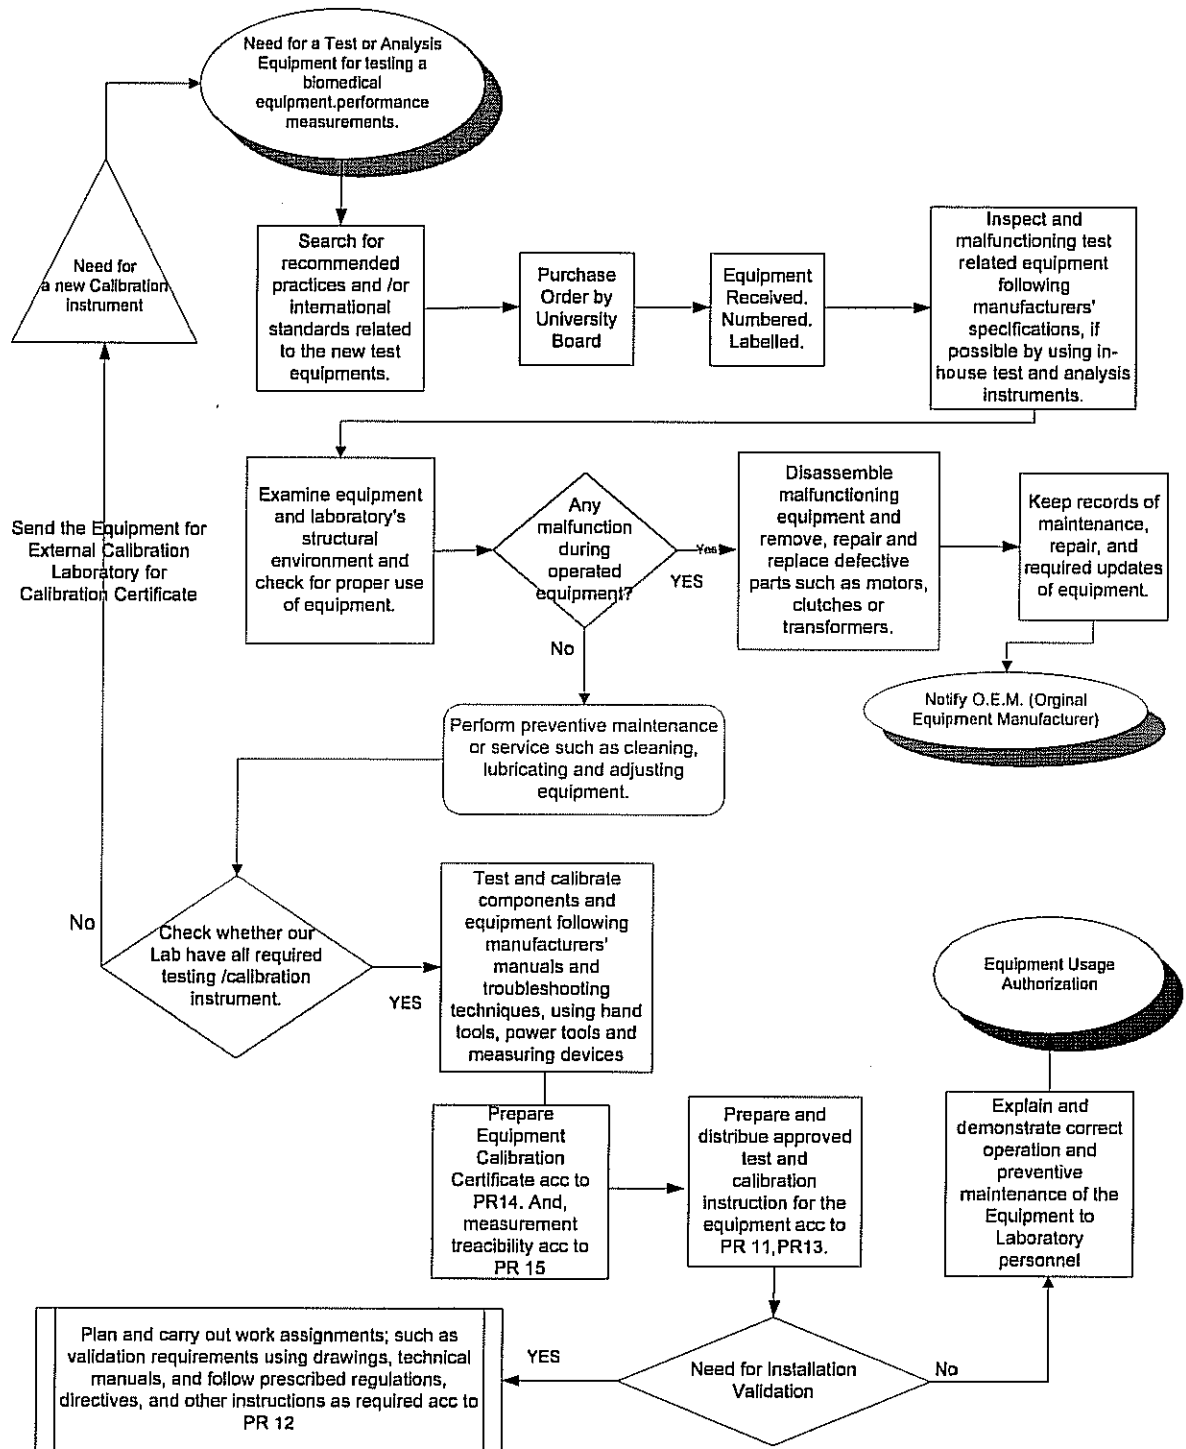 Need for a Test or Analysis
Equipment for testing a
biomedical
equipment.performance
measurements.
Need for
a new Calibration
instrument
Search for
recommended
practices and /or
international
standards related
to the new test
equipments.
Purchase
Order by
University
Board
Equipment
Received.
Numbered.
Labelled.
Inspect and
malfunctioning test
related equipment
following
manufacturers'
specifications, if
possible by using in-
house test and analysis
instruments.
Send the Equipment for
External Calibration
Laboratory for
Calibration Certificate
Examine equipment
and laboratory's
structural
environment and
check for proper use
of equipment.
Any
malfunction
during
operated
equipment?
Yes
YES
No
Disassemble
malfunctioning
equipment and
remove, repair and
replace defective
parts such as motors,
clutches or
transformers.
Keep records of
maintenance,
repair, and
required updates
of equipment.
Notify O.E.M. (Orginal
Equipment Manufacturer)
Perform preventive maintenance
or service such as cleaning,
lubricating and adjusting
equipment.
No
Check whether our
Lab have all required
testing /calibration
instrument.
YES
Test and calibrate
components and
equipment following
manufacturers'
manuals and
troubleshooting
techniques, using hand
tools, power tools and
measuring devices
Equipment Usage
Authorization
Prepare
Equipment
Calibration
Certificate acc to
PR14. And,
measurement
treacibility acc to
PR 15
Prepare and
distribue approved
test and
calibration
instruction for the
equipment acc to
PR 11,PR13.
Explain and
demonstrate correct
operation and
preventive
maintenance of the
Equipment to
Laboratory
personnel
Need for Installation
Validation
YES
No
Plan and carry out work assignments; such as
validation requirements using drawings, technical
manuals, and follow prescribed regulations,
directives, and other instructions as required acc to
PR 12